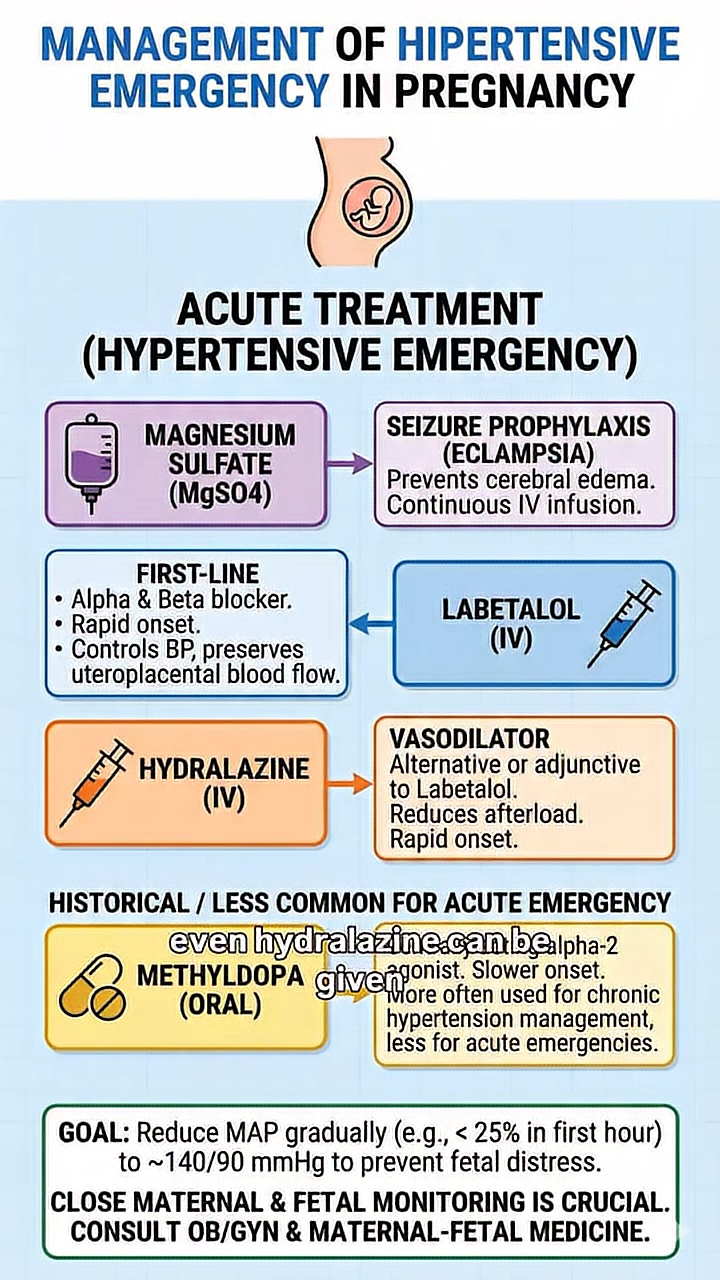 MANAGEMENT OF HIPERTENSIVE
EMERGENCY IN PREGNANCY
ACUTE TREATMENT
(HYPERTENSIVE EMERGENCY)
MAGNESIUM
SULFATE
(MgSO4)
SEIZURE PROPHYLAXIS
(ECLAMPSIA)
Prevents cerebral edema.
Continuous IV infusion.
FIRST-LINE
• Alpha & Beta blocker.
• Rapid onset.
• Controls BP, preserves
uteroplacental blood flow.
LABETALOL
(IV)
HYDRALAZINE
(IV)
VASODILATOR
Alternative or adjunctive
to Labetalol.
Reduces afterload.
Rapid onset.
HISTORICAL / LESS COMMON FOR ACUTE EMERGENCY
even hydralazine can be
given
METHYLDOPA
(ORAL)
alpha-2
agonist. Slower onset.
More often used for chronic
hypertension management,
less for acute emergencies.
GOAL: Reduce MAP gradually (e.g., < 25% in first hour)
to ~140/90 mmHg to prevent fetal distress.
CLOSE MATERNAL & FETAL MONITORING IS CRUCIAL.
CONSULT OB/GYN & MATERNAL-FETAL MEDICINE.